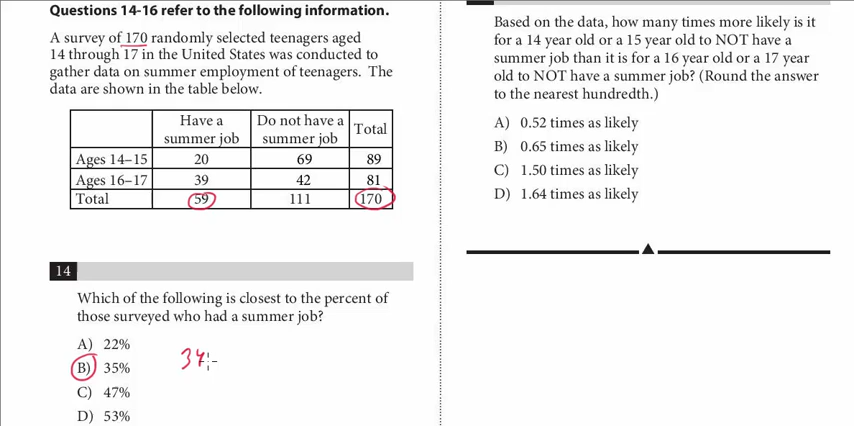 Questions 14-16 refer to the following information.
A survey of 170 randomly selected teenagers aged
14 through 17 in the United States was conducted to
gather data on summer employment of teenagers. The
data are shown in the table below.
Have a summer job Do not have a summer job Total
Ages 14–15 20 69 89
Ages 16–17 39 42 81
Total 59 111 170
14
Which of the following is closest to the percent of
those surveyed who had a summer job?
A) 22%
B) 35%
C) 47%
D) 53%
34
Based on the data, how many times more likely is it
for a 14 year old or a 15 year old to NOT have a
summer job than it is for a 16 year old or a 17 year
old to NOT have a summer job? (Round the answer
to the nearest hundredth.)
A) 0.52 times as likely
B) 0.65 times as likely
C) 1.50 times as likely
D) 1.64 times as likely